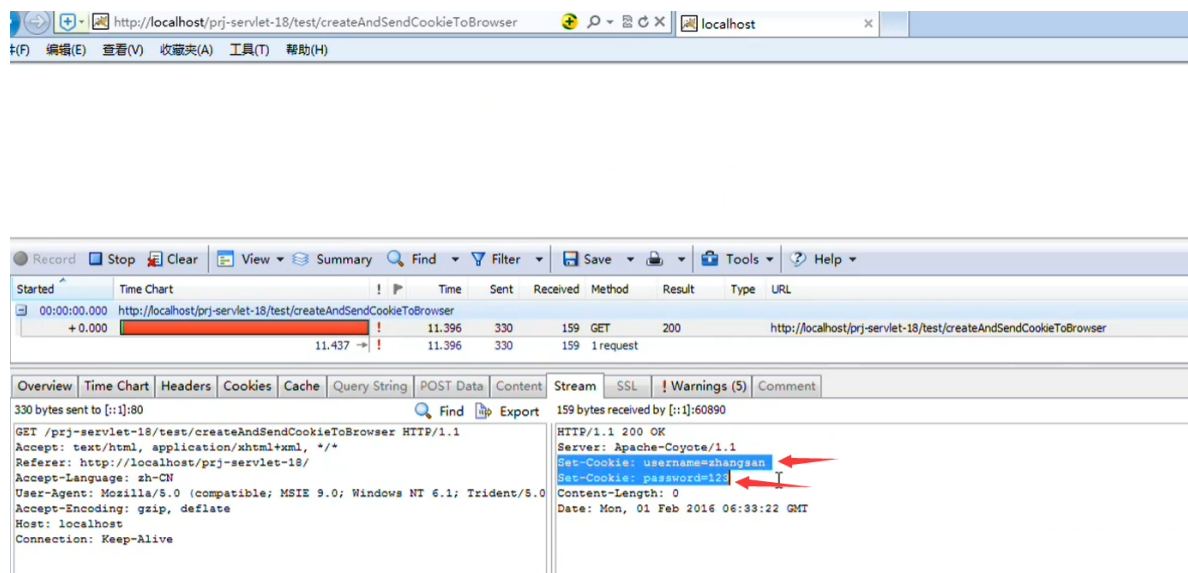 http://localhost/prj-servlet-18/test/createAndSendCookieToBrowser localhost
(F) 编辑(E) 查看(V) 收藏夹(A) 工具(T) 帮助(H)
Record Stop Clear View Summary Find Filter Save Tools Help
Started Time Chart ! Time Sent Received Method Result Type URL
00:00:00.000 http://localhost/prj-servlet-18/test/createAndSendCookieToBrowser
+ 0.000 ! 11.396 330 159 GET 200 http://localhost/prj-servlet-18/test/createAndSendCookieToBrowser
11.437 ! 11.396 330 159 1 request
Overview Time Chart Headers Cookies Cache Query String POST Data Content Stream SSL ! Warnings (5) Comment
330 bytes sent to [::1]:80 Find Export 159 bytes received by [::1]:60890
GET /prj-servlet-18/test/createAndSendCookieToBrowser HTTP/1.1
Accept: text/html, application/xhtml+xml, */*
Referer: http://localhost/prj-servlet-18/
Accept-Language: zh-CN
User-Agent: Mozilla/5.0 (compatible; MSIE 9.0; Windows NT 6.1; Trident/5.0
Accept-Encoding: gzip, deflate
Host: localhost
Connection: Keep-Alive
HTTP/1.1 200 OK
Server: Apache-Coyote/1.1
Set-Cookie: username=zhangsan
Set-Cookie: password=123
Content-Length: 0
Date: Mon, 01 Feb 2016 06:33:22 GMT